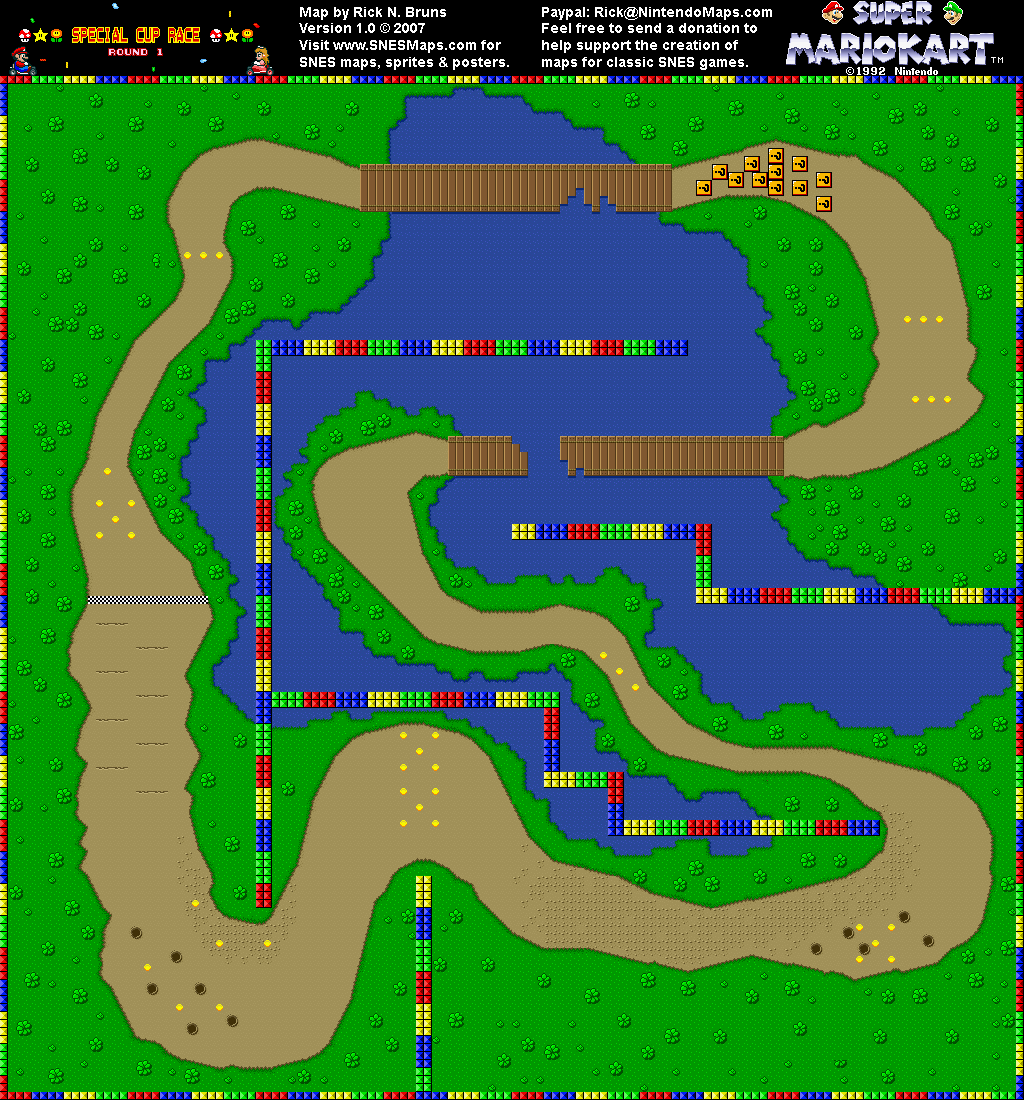 SPECIAL CUP RACE
ROUND 1
Map by Rick N. Bruns
Version 1.0 © 2007
Visit www.SNESMaps.com for
SNES maps, sprites & posters.
Paypal: Rick@NintendoMaps.com
Feel free to send a donation to
help support the creation of
maps for classic SNES games.
SUPER
MARIOKART™
©1992 Nintendo